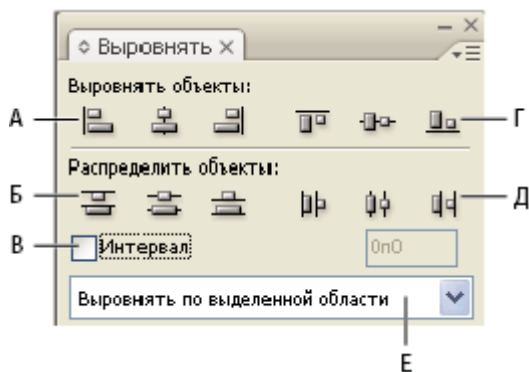 Выровнять
Выровнять объекты:
А
Г
Распределить объекты:
Б
Д
В
Интервал
0п0
Выровнять по выделенной области
Е